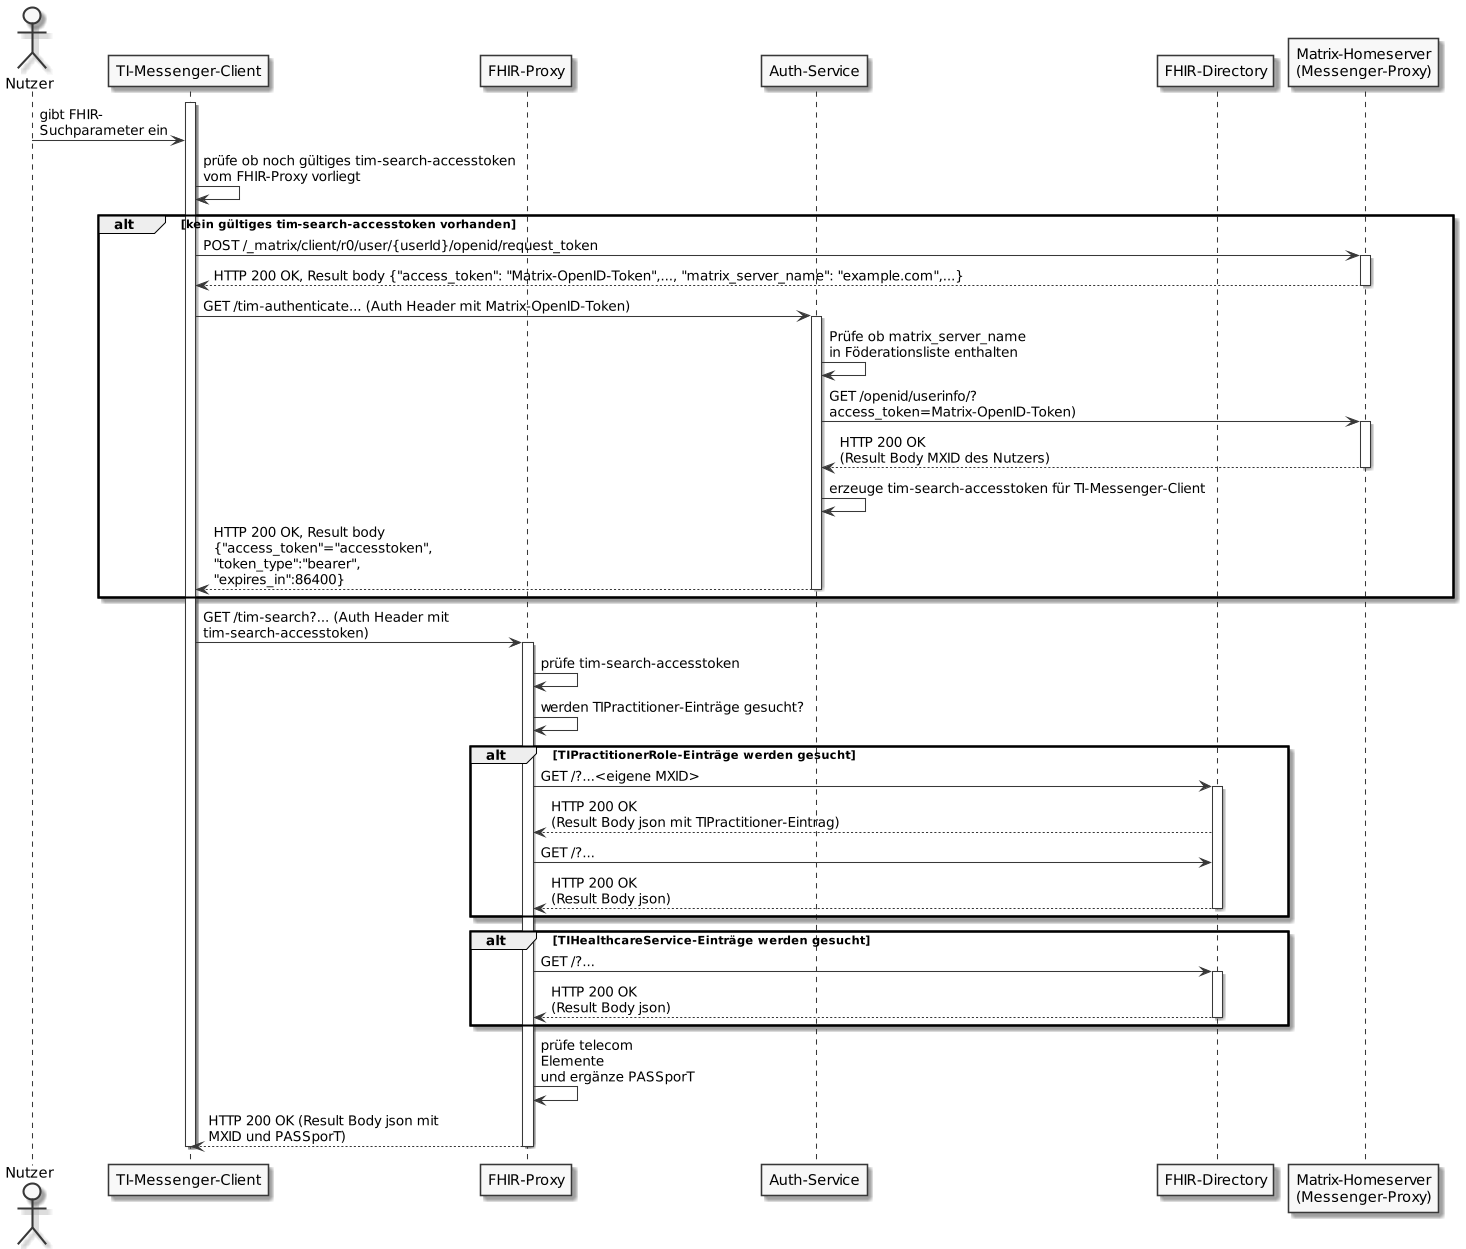 Nutzer
TI-Messenger-Client
FHIR-Proxy
Auth-Service
FHIR-Directory
Matrix-Homeserver
(Messenger-Proxy)
gibt FHIR-
Suchparameter ein
prüfe ob noch gültiges tim-search-accesstoken
vom FHIR-Proxy vorliegt
alt [kein gültiges tim-search-accesstoken vorhanden]
POST /_matrix/client/r0/user/{userId}/openid/request_token
HTTP 200 OK, Result body {"access_token": "Matrix-OpenID-Token",..., "matrix_server_name": "example.com",...}
GET /tim-authenticate... (Auth Header mit Matrix-OpenID-Token)
Prüfe ob matrix_server_name
in Föderationsliste enthalten
GET /openid/userinfo/?
access_token=Matrix-OpenID-Token)
HTTP 200 OK
(Result Body MXID des Nutzers)
erzeuge tim-search-accesstoken für TI-Messenger-Client
HTTP 200 OK, Result body
{"access_token"="accesstoken",
"token_type":"bearer",
"expires_in":86400}
GET /tim-search?... (Auth Header mit
tim-search-accesstoken)
prüfe tim-search-accesstoken
werden TIPractitioner-Einträge gesucht?
alt [TIPractitionerRole-Einträge werden gesucht]
GET /?...<eigene MXID>
HTTP 200 OK
(Result Body json mit TIPractitioner-Eintrag)
GET /?...
HTTP 200 OK
(Result Body json)
alt [TIHealthcareService-Einträge werden gesucht]
GET /?...
HTTP 200 OK
(Result Body json)
prüfe telecom
Elemente
und ergänze PASSporT
HTTP 200 OK (Result Body json mit
MXID und PASSporT)
Nutzer
TI-Messenger-Client
FHIR-Proxy
Auth-Service
FHIR-Directory
Matrix-Homeserver
(Messenger-Proxy)